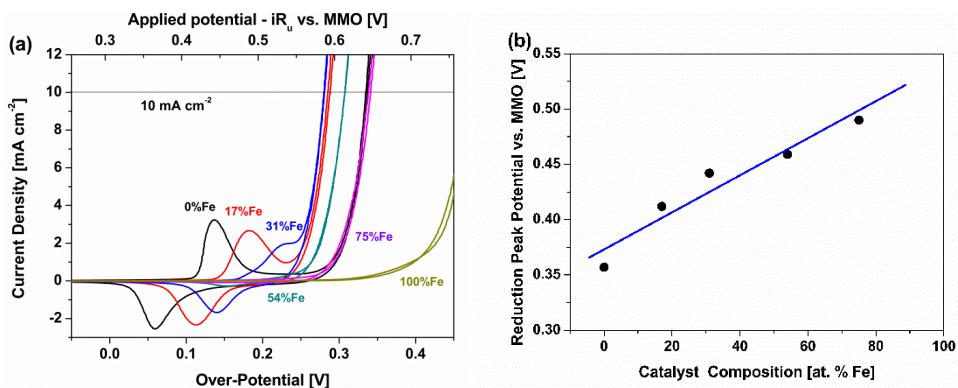 Applied potential - iRu vs. MMO [V]
0.3 0.4 0.5 0.6 0.7
(a)
12
10
8
6
4
2
0
-2
10 mA cm-2
0%Fe
17%Fe
31%Fe
75%Fe
54%Fe
100%Fe
Current Density [mA cm-2]
0.0 0.1 0.2 0.3 0.4
Over-Potential [V]
(b)
0.55
0.50
0.45
0.40
0.35
0.30
Reduction Peak Potential vs. MMO [V]
0 20 40 60 80 100
Catalyst Composition [at. % Fe]